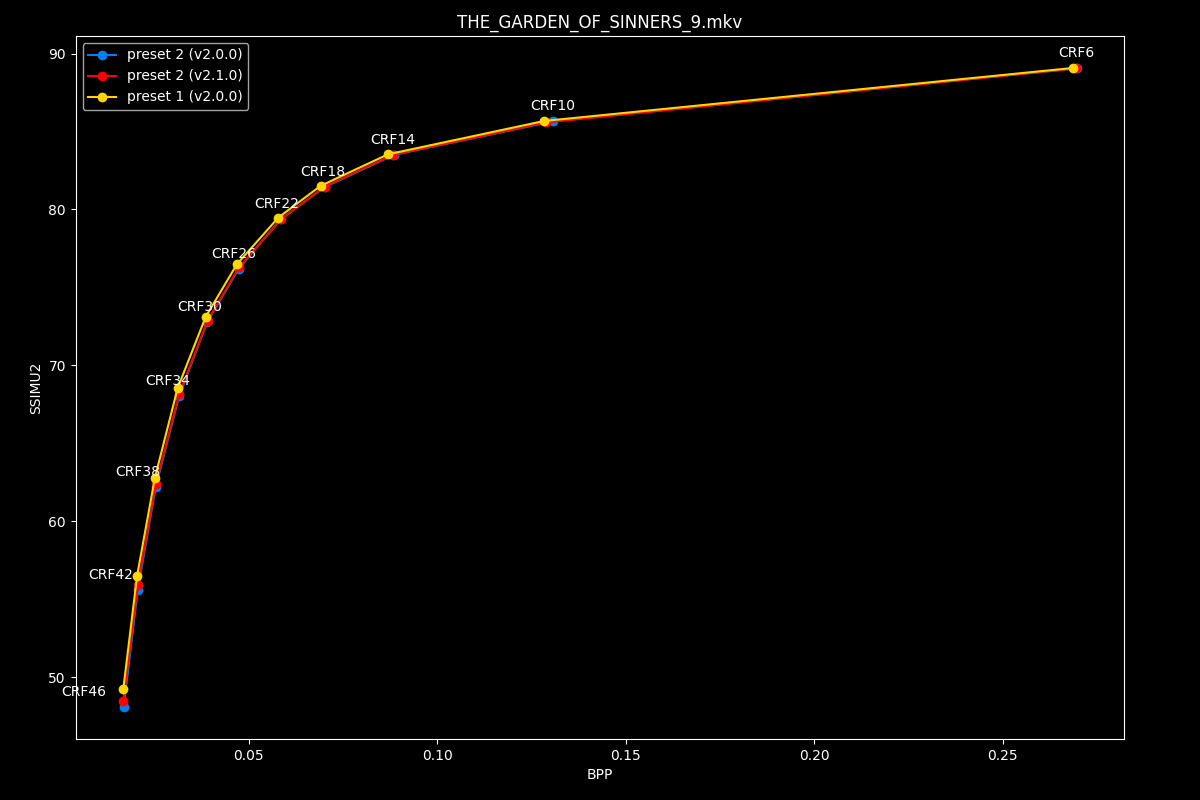 THE_GARDEN_OF_SINNERS_9.mkv
preset 2 (v2.0.0)
preset 2 (v2.1.0)
preset 1 (v2.0.0)
CRF6
CRF10
CRF14
CRF18
CRF22
CRF26
CRF30
CRF34
CRF38
CRF42
CRF46
90
80
70
60
50
SSIMU2
0.05
0.10
0.15
0.20
0.25
BPP